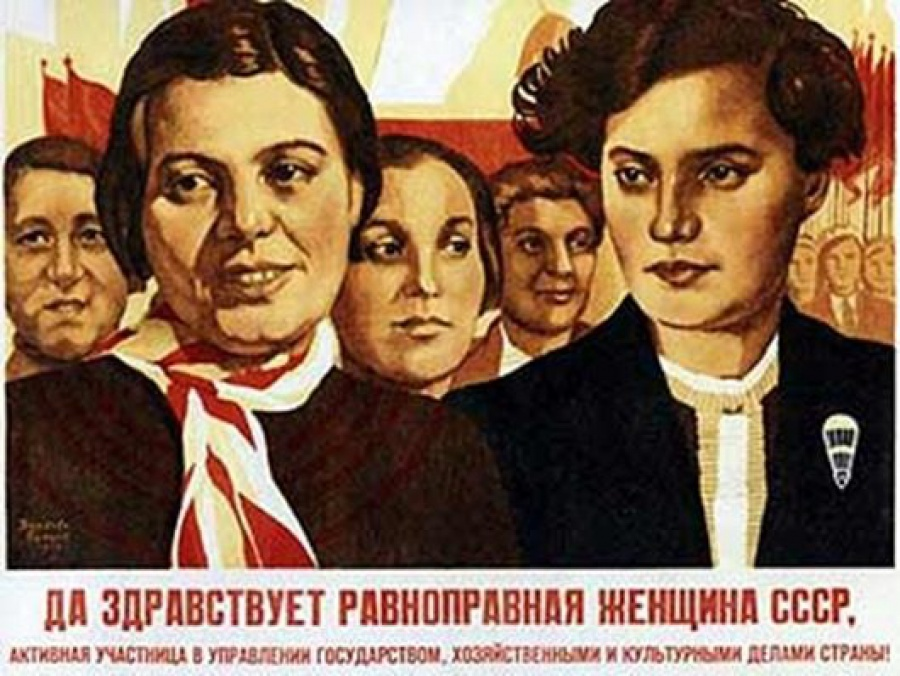 ДА ЗДРАВСТВУЕТ РАВНОПРАВНАЯ ЖЕНЩИНА СССР,
АКТИВНАЯ УЧАСТНИЦА В УПРАВЛЕНИИ ГОСУДАРСТВОМ, ХОЗЯЙСТВЕННЫМИ И КУЛЬТУРНЫМИ ДЕЛАМИ СТРАНЫ!